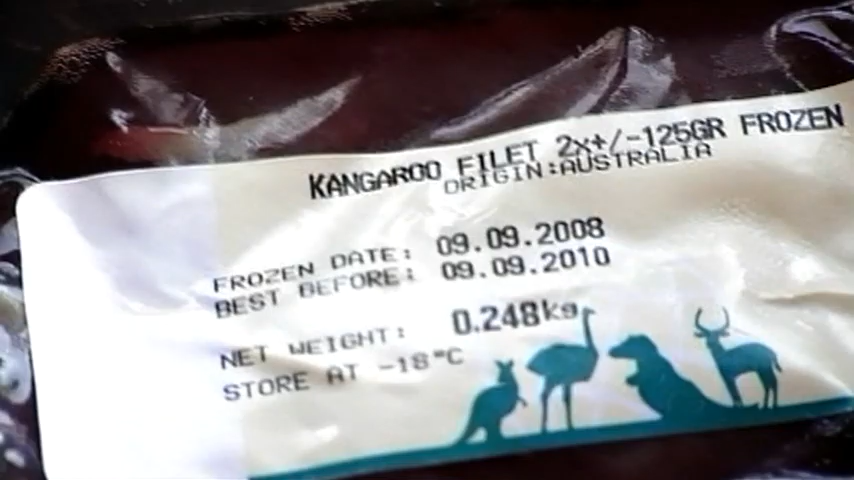 KANGAROO FILET 2x+/-125GR FROZEN
ORIGIN:AUSTRALIA
FROZEN DATE: 09.09.2008
BEST BEFORE: 09.09.2010
NET WEIGHT: 0.248kg
STORE AT -18°C